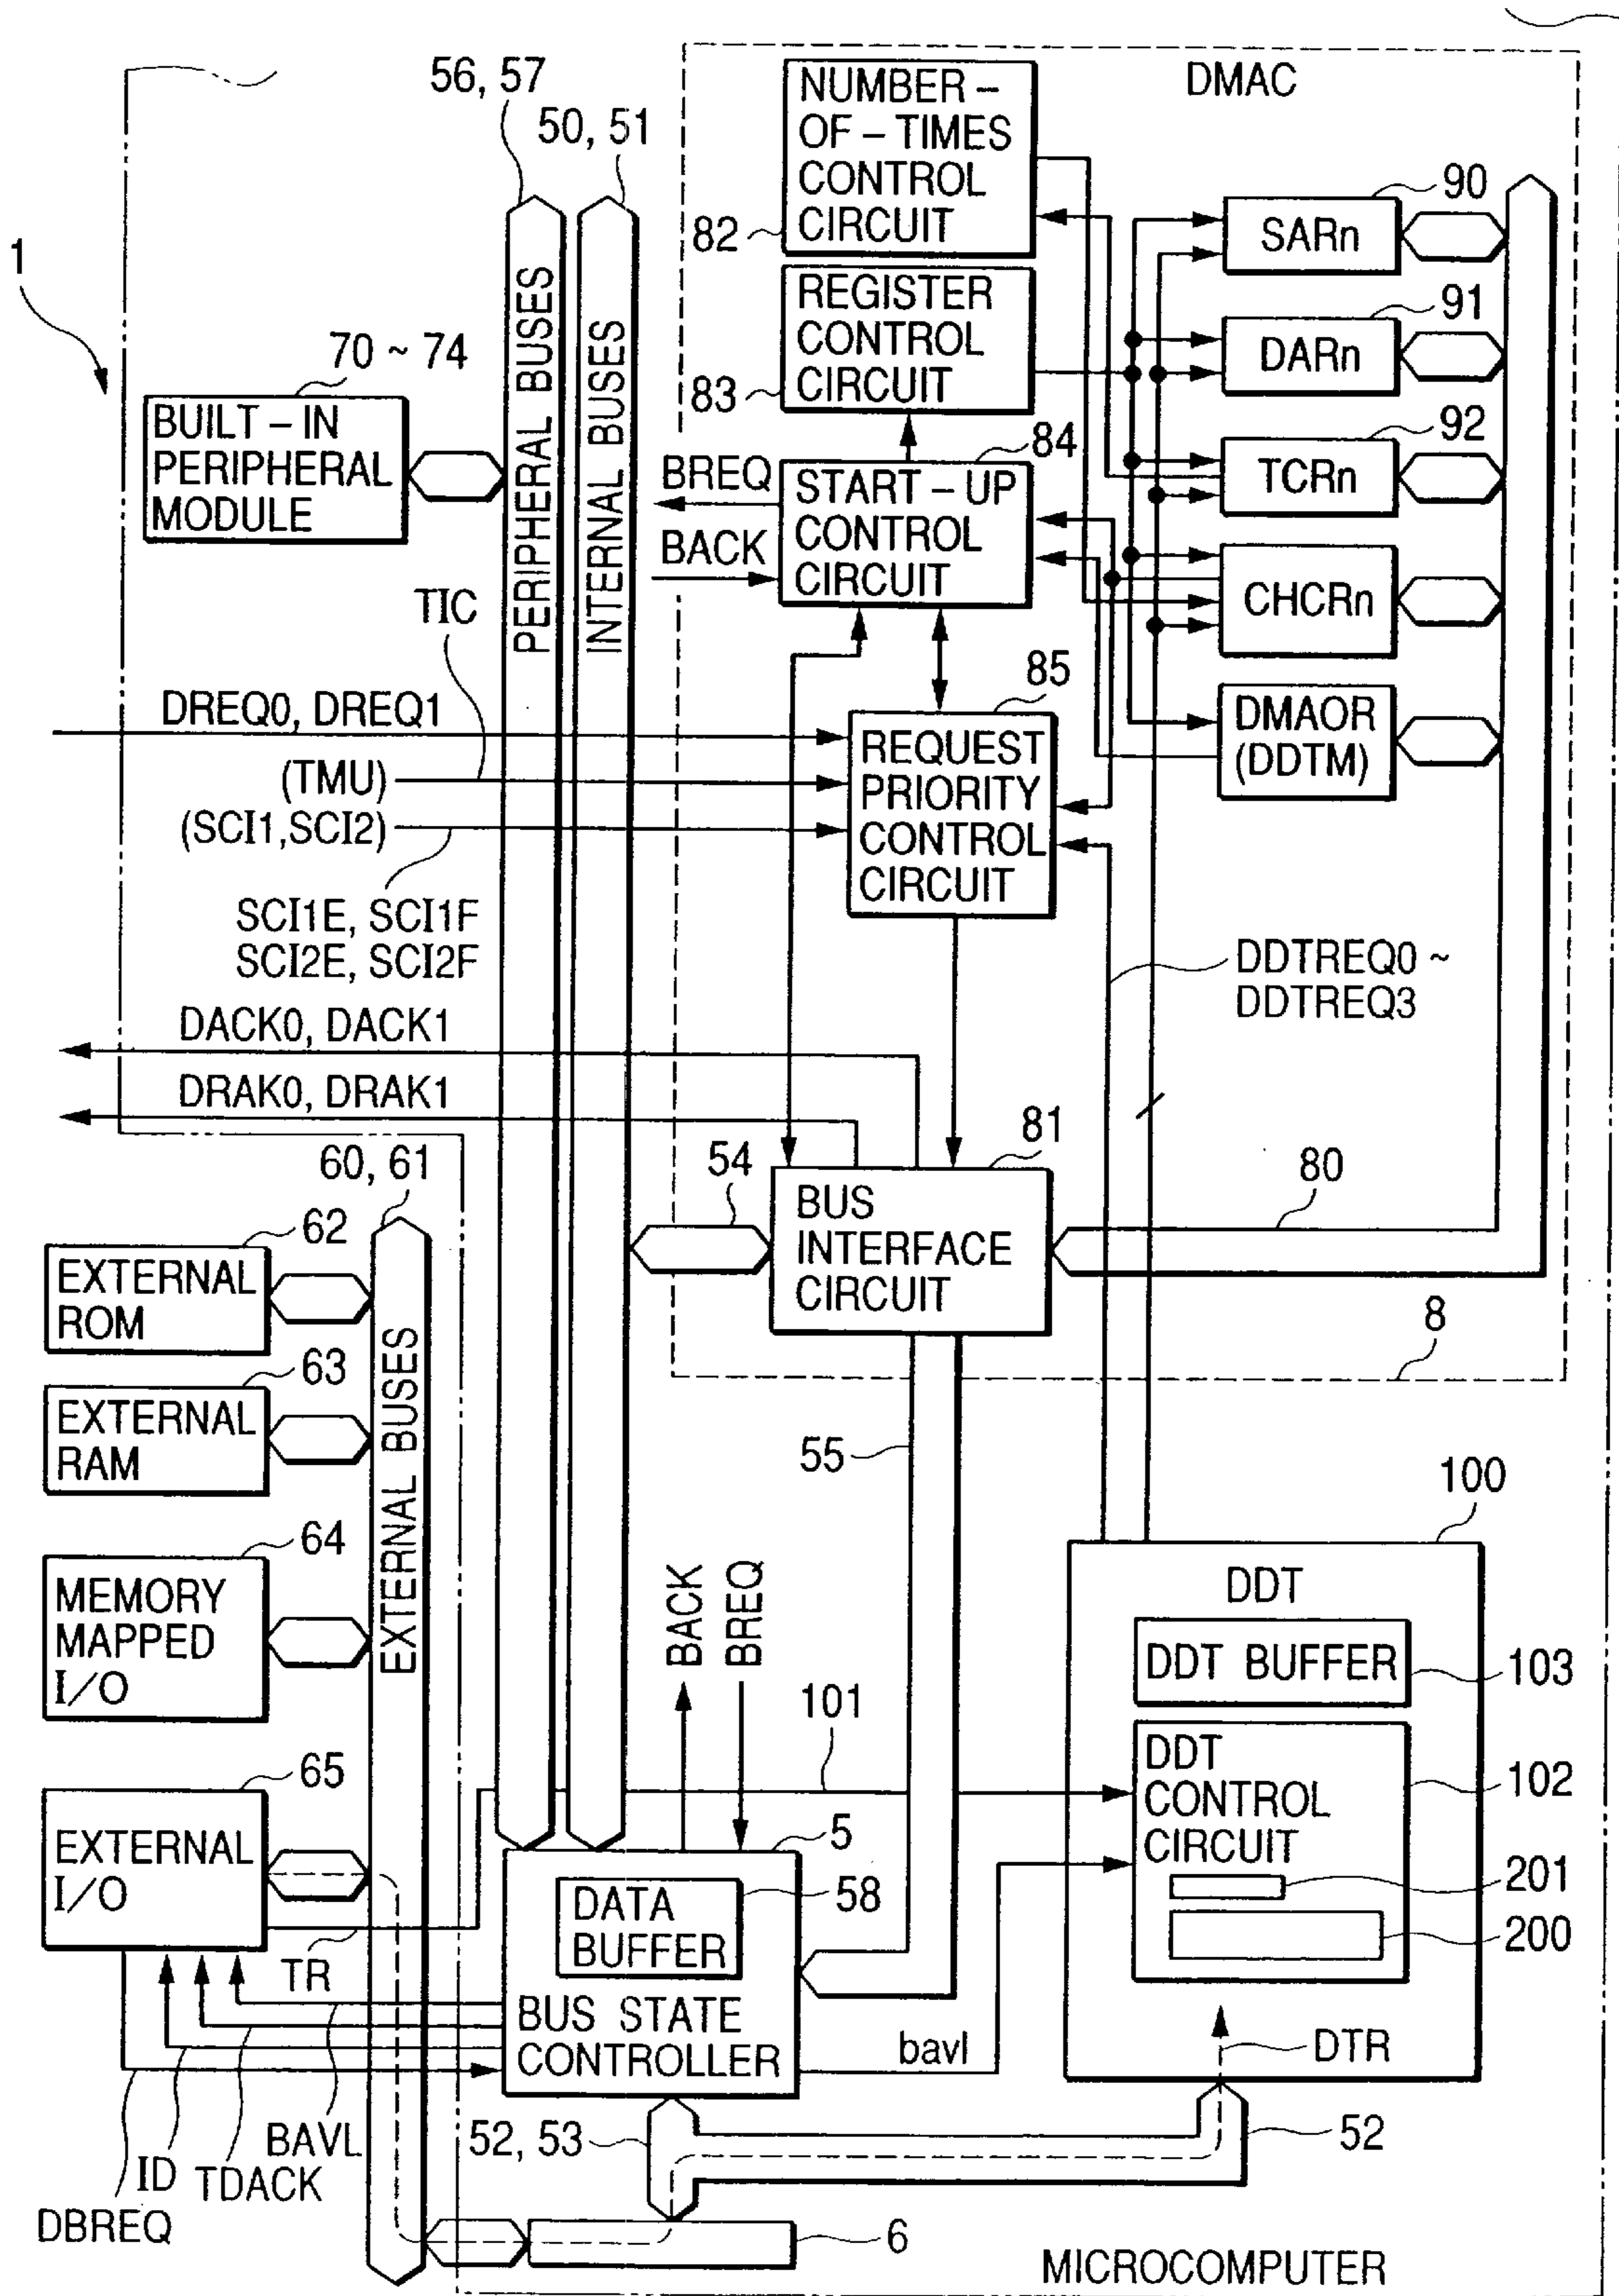 DMAC
56, 57
50, 51
1
NUMBER –
OF – TIMES
CONTROL
CIRCUIT
82
REGISTER
CONTROL
CIRCUIT
83
90
SARn
91
DARn
92
TCRn
CHCRn
DMAOR
(DDTM)
70 ~ 74
BUILT – IN
PERIPHERAL
MODULE
PERIPHERAL BUSES
INTERNAL BUSES
BREQ
BACK
84
START – UP
CONTROL
CIRCUIT
TIC
85
REQUEST
PRIORITY
CONTROL
CIRCUIT
DREQ0, DREQ1
(TMU)
(SCI1,SCI2)
SCI1E, SCI1F
SCI2E, SCI2F
DDTREQ0 ~
DDTREQ3
DACK0, DACK1
DRAK0, DRAK1
60, 61
54
81
80
BUS
INTERFACE
CIRCUIT
8
62
EXTERNAL
ROM
63
EXTERNAL
RAM
64
MEMORY
MAPPED
I/O
65
EXTERNAL
I/O
EXTERNAL BUSES
55
BACK
BREQ
101
100
DDT
DDT BUFFER
103
DDT
CONTROL
CIRCUIT
102
201
200
5
DATA
BUFFER
58
BUS STATE
CONTROLLER
TR
bavl
DTR
BAVL
ID
TDACK
DBREQ
52, 53
52
6
MICROCOMPUTER